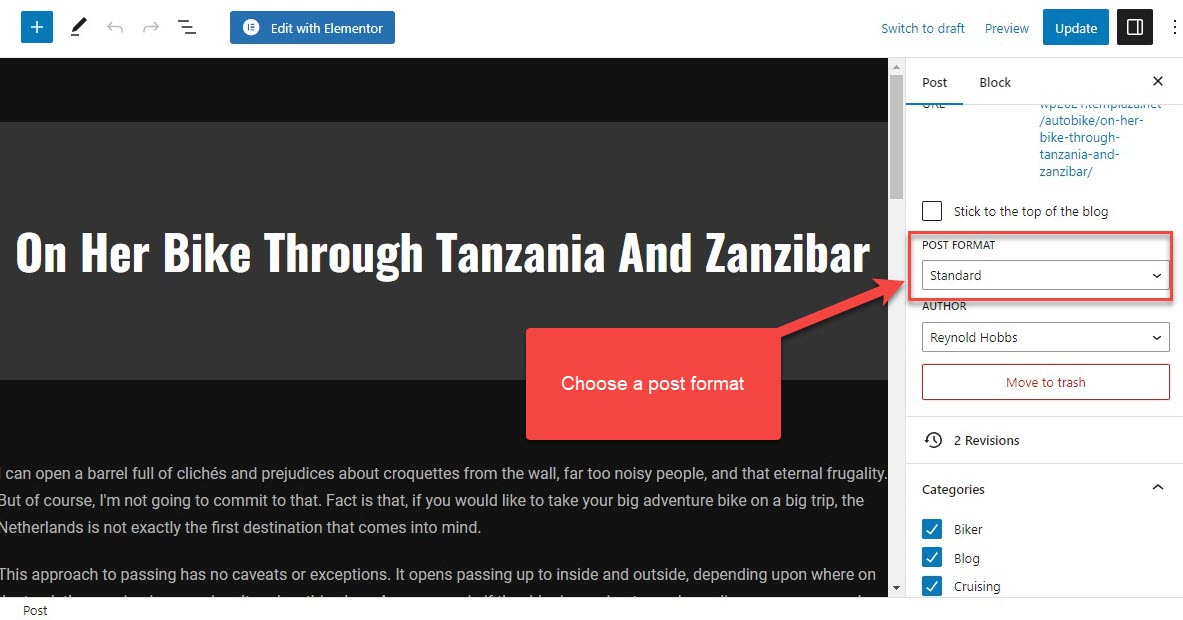 Edit with Elementor
Switch to draft
Preview
Update
Post
Block
URL
wp2021.templaza.net
/autobike/on-her-
bike-through-
tanzania-and-
zanzibar/
Stick to the top of the blog
POST FORMAT
Standard
AUTHOR
Reynold Hobbs
Move to trash
2 Revisions
Categories
Biker
Blog
Cruising
On Her Bike Through Tanzania And Zanzibar
Choose a post format
I can open a barrel full of clichés and prejudices about croquettes from the wall, far too noisy people, and that eternal frugality.
But of course, I'm not going to commit to that. Fact is that, if you would like to take your big adventure bike on a big trip, the
Netherlands is not exactly the first destination that comes into mind.
This approach to passing has no caveats or exceptions. It opens passing up to inside and outside, depending upon where on
Post